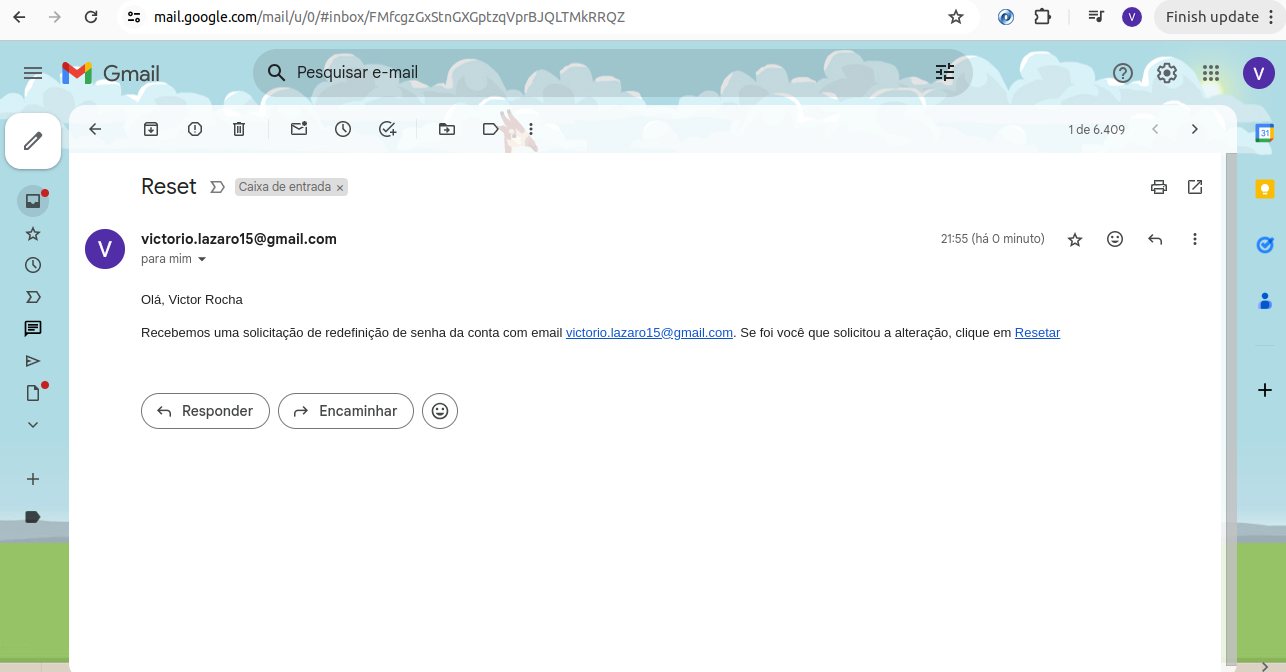 mail.google.com/mail/u/0/#inbox/FMfcgzGxStnGXGptzqVprBJQLTMkRRQZ
V
Finish update
Gmail
Pesquisar e-mail
V
1 de 6.409
31
Reset
Caixa de entrada ×
V
victorio.lazaro15@gmail.com
21:55 (há 0 minuto)
para mim
Olá, Victor Rocha
Recebemos uma solicitação de redefinição de senha da conta com email victorio.lazaro15@gmail.com. Se foi você que solicitou a alteração, clique em Resetar
Responder
Encaminhar